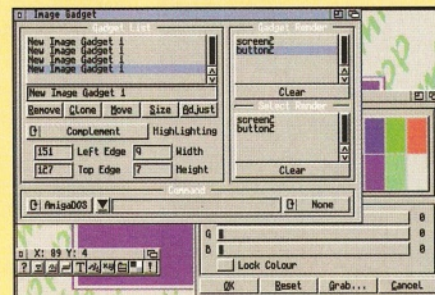 Image Gadget
Gadget List
New Image Gadget 1
New Image Gadget 1
New Image Gadget 1
New Image Gadget 1
New Image Gadget 1
Remove Clone Move Size Adjust
Complement Highlighting
151 Left Edge 9 Width
127 Top Edge 7 Height
Gadget Render
screen2
button2
Clear
Select Render
screen2
button2
Clear
Command
AmigaDOS None
X: 89 Y: 4
0
G 0
B 0
Lock Colour
OK Reset Grab... Cancel